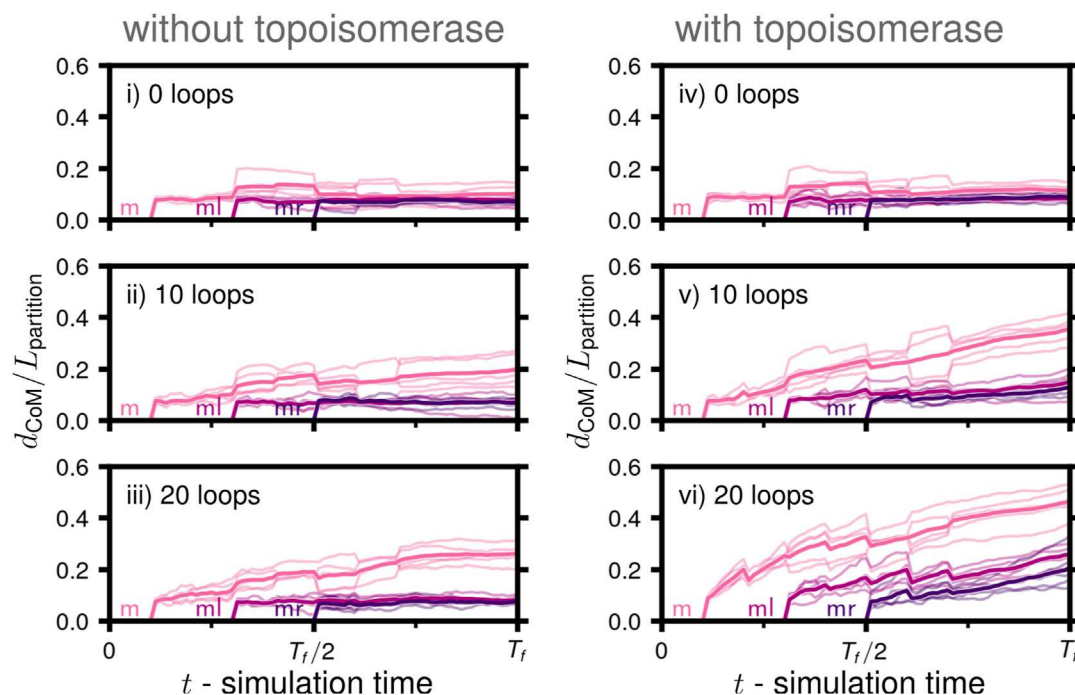 without topoisomerase
with topoisomerase
0.6
0.4
0.2
0.0
i) 0 loops
m
ml
mr
0.6
0.4
0.2
0.0
iv) 0 loops
m
ml
mr
d_CoM/L_partition
0.6
0.4
0.2
0.0
ii) 10 loops
m
ml
mr
d_CoM/L_partition
0.6
0.4
0.2
0.0
v) 10 loops
m
ml
mr
0.6
0.4
0.2
0.0
iii) 20 loops
m
ml
mr
0
T_f/2
T_f
t - simulation time
0.6
0.4
0.2
0.0
vi) 20 loops
m
ml
mr
0
T_f/2
T_f
t - simulation time